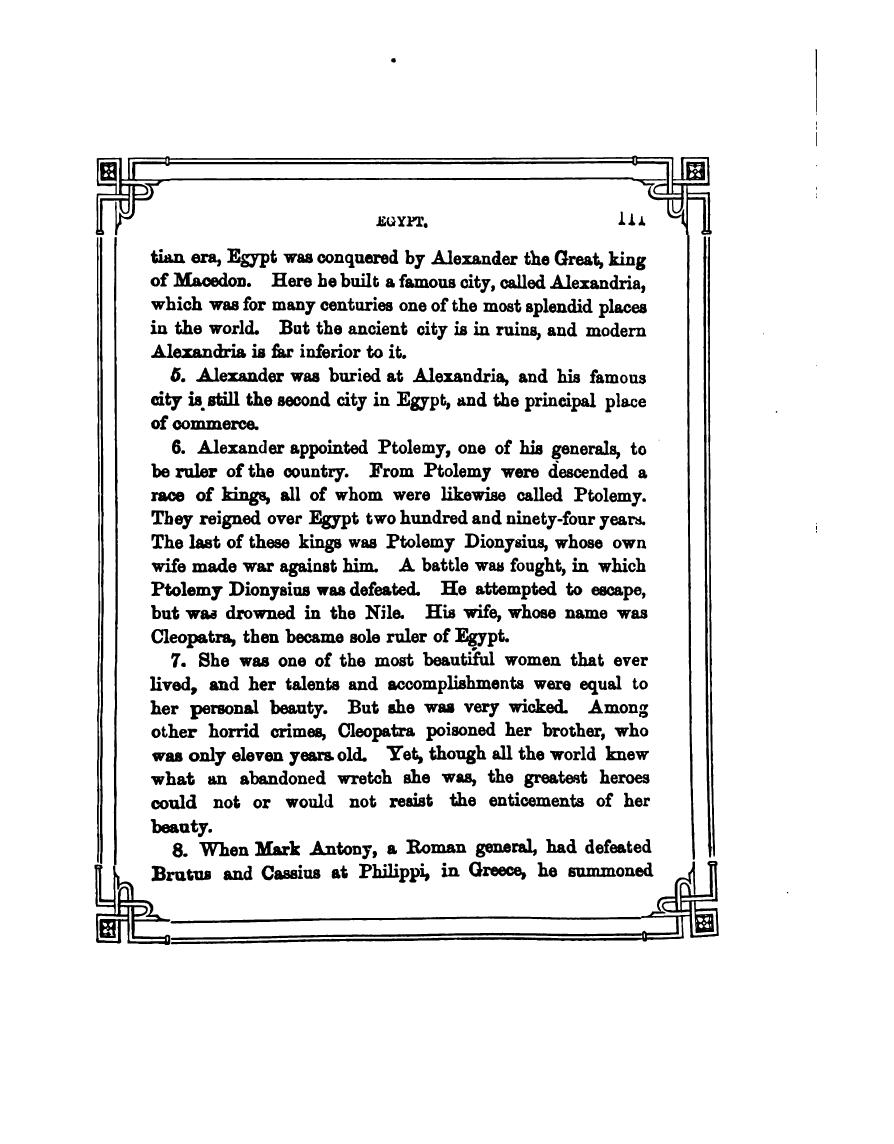 EGYPT. 111
tian era, Egypt was conquered by Alexander the Great, king
of Macedon. Here he built a famous city, called Alexandria,
which was for many centuries one of the most splendid places
in the world. But the ancient city is in ruins, and modern
Alexandria is far inferior to it.
5. Alexander was buried at Alexandria, and his famous
city is still the second city in Egypt, and the principal place
of commerce.
6. Alexander appointed Ptolemy, one of his generals, to
be ruler of the country. From Ptolemy were descended a
race of kings, all of whom were likewise called Ptolemy.
They reigned over Egypt two hundred and ninety-four years.
The last of these kings was Ptolemy Dionysius, whose own
wife made war against him. A battle was fought, in which
Ptolemy Dionysius was defeated. He attempted to escape,
but was drowned in the Nile. His wife, whose name was
Cleopatra, then became sole ruler of Egypt.
7. She was one of the most beautiful women that ever
lived, and her talents and accomplishments were equal to
her personal beauty. But she was very wicked. Among
other horrid crimes, Cleopatra poisoned her brother, who
was only eleven years old. Yet, though all the world knew
what an abandoned wretch she was, the greatest heroes
could not or would not resist the enticements of her
beauty.
8. When Mark Antony, a Roman general, had defeated
Brutus and Cassius at Philippi, in Greece, he summoned